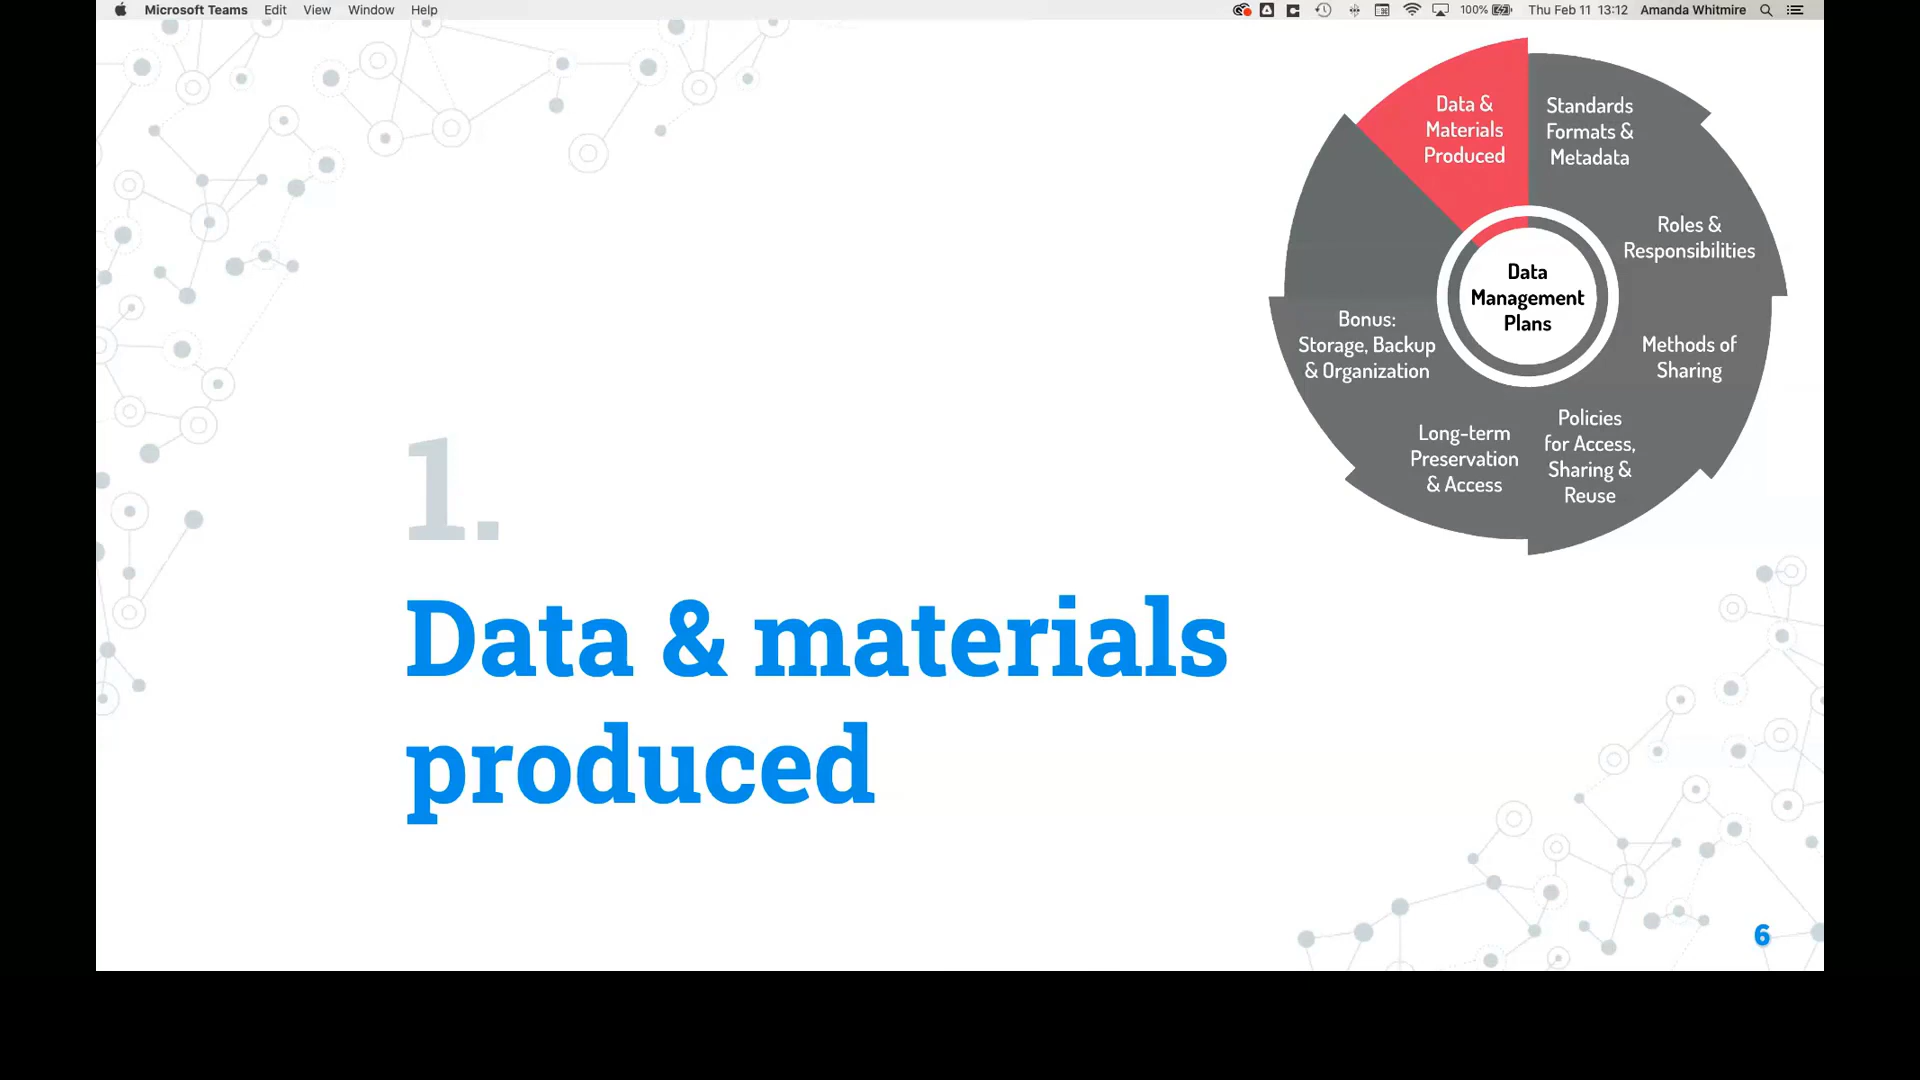 Microsoft Teams Edit View Window Help
100% Thu Feb 11 13:12 Amanda Whitmire
Data &
Materials
Produced
Standards
Formats &
Metadata
Roles &
Responsibilities
Methods of
Sharing
Policies
for Access,
Sharing &
Reuse
Long-term
Preservation
& Access
Bonus:
Storage, Backup
& Organization
Data
Management
Plans
1.
Data & materials
produced
6